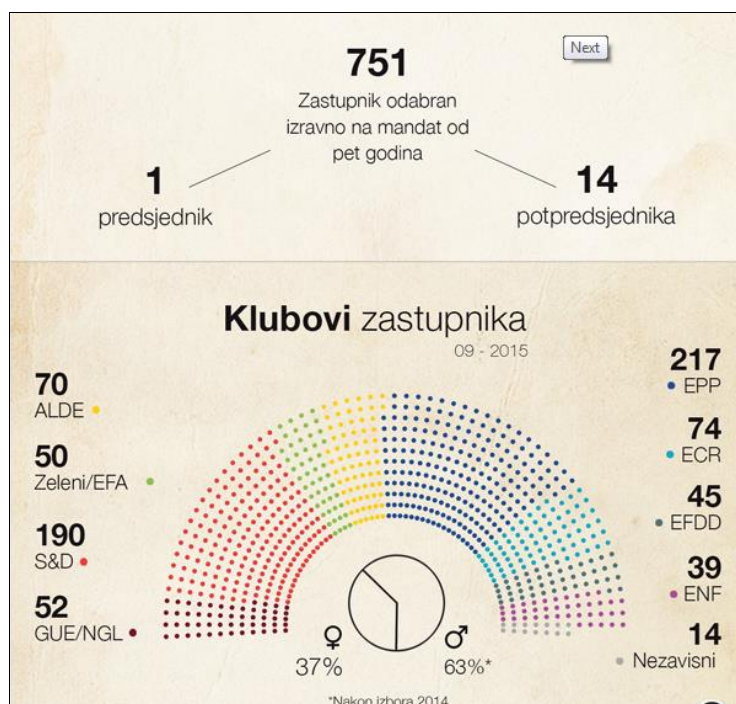 751
Next
Zastupnik odabran
izravno na mandat od
pet godina
1
predsjednik
14
potpredsjednika
Klubovi zastupnika
09 - 2015
70
ALDE
50
Zeleni/EFA
190
S&D
52
GUE/NGL
217
EPP
74
ECR
45
EFDD
39
ENF
14
Nezavisni
37%
63%*
*Nakon izbora 2014